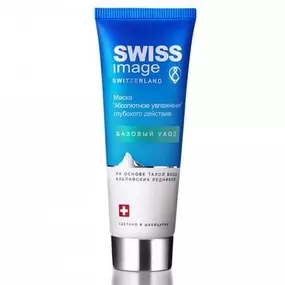 SWISS
image
SWITZERLAND
Маска
"Абсолютное увлажнение"
глубокого действия
БАЗОВЫЙ УХОД
НА ОСНОВЕ ТАЛОЙ ВОДЫ
АЛЬПИЙСКИХ ЛЕДНИКОВ
СДЕЛАНО В ШВЕЙЦАРИИ